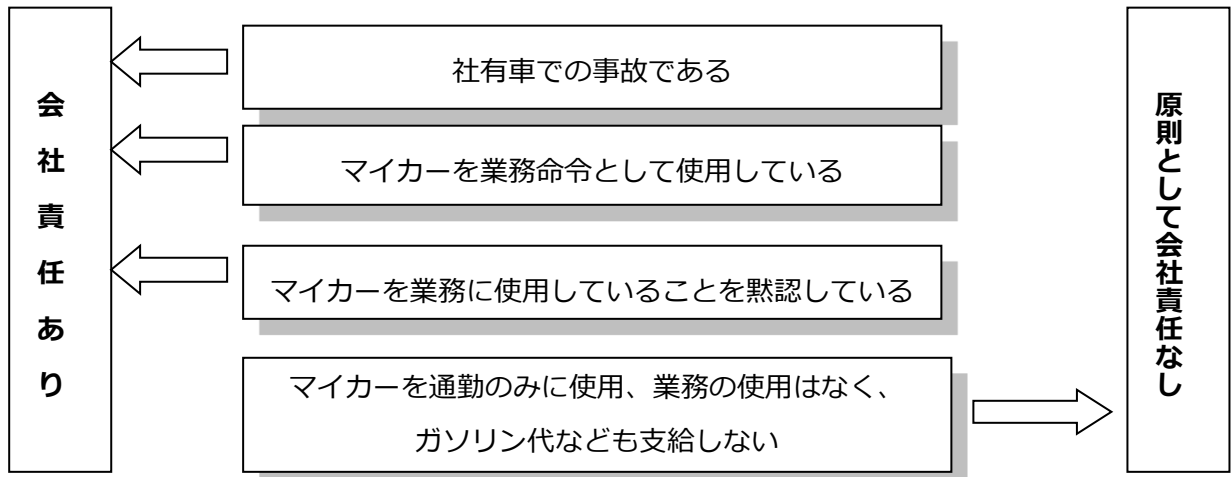 会社責任あり
社有車での事故である
マイカーを業務命令として使用している
マイカーを業務に使用していることを黙認している
マイカーを通勤のみに使用、業務の使用はなく、
ガソリン代なども支給しない
原則として会社責任なし